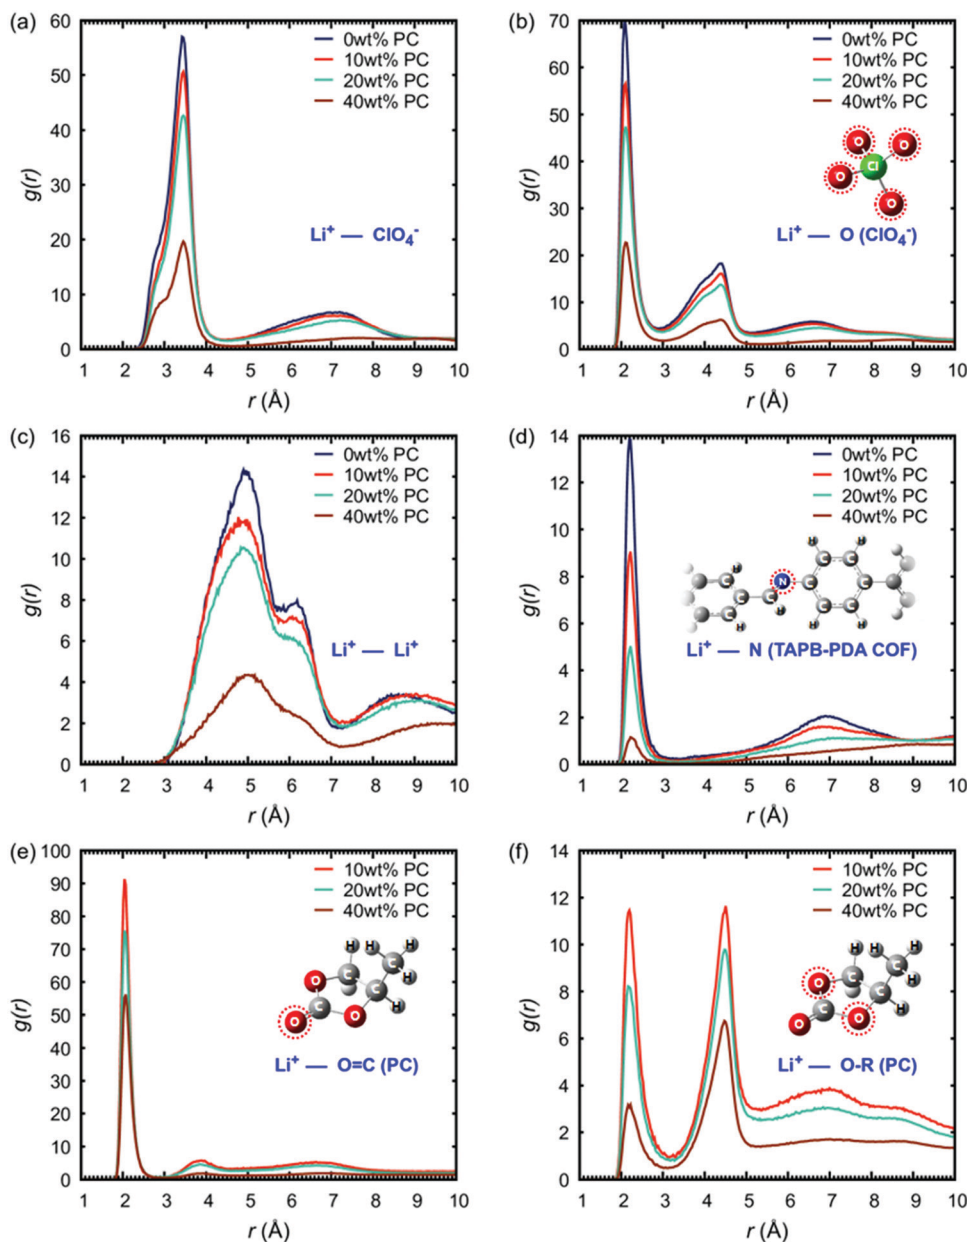 (a)
60
50
40
30
20
10
0
g(r)
0wt% PC
10wt% PC
20wt% PC
40wt% PC
Li⁺ — ClO₄⁻
1 2 3 4 5 6 7 8 9 10
r (Å)
(b)
70
60
50
40
30
20
10
0
g(r)
0wt% PC
10wt% PC
20wt% PC
40wt% PC
O O Cl O O
Li⁺ — O (ClO₄⁻)
1 2 3 4 5 6 7 8 9 10
r (Å)
(c)
16
14
12
10
8
6
4
2
0
g(r)
0wt% PC
10wt% PC
20wt% PC
40wt% PC
Li⁺ — Li⁺
1 2 3 4 5 6 7 8 9 10
r (Å)
(d)
14
12
10
8
6
4
2
0
g(r)
0wt% PC
10wt% PC
20wt% PC
40wt% PC
H H H
C C C H
H C C N C C C
C C H C C
H H H
Li⁺ — N (TAPB-PDA COF)
1 2 3 4 5 6 7 8 9 10
r (Å)
(e)
100
90
80
70
60
50
40
30
20
10
0
g(r)
10wt% PC
20wt% PC
40wt% PC
H H H
O C C H
C H
O O
Li⁺ — O=C (PC)
1 2 3 4 5 6 7 8 9 10
r (Å)
(f)
14
12
10
8
6
4
2
0
g(r)
10wt% PC
20wt% PC
40wt% PC
H H H
O C C H
C H
O O
Li⁺ — O-R (PC)
1 2 3 4 5 6 7 8 9 10
r (Å)